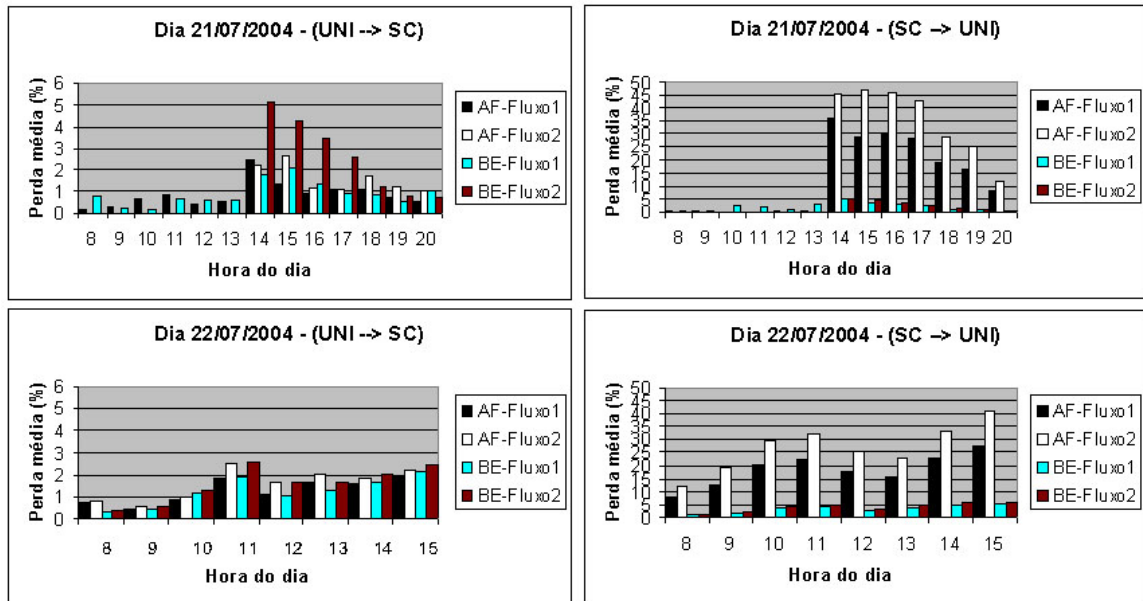 Dia 21/07/2004 - (UNI --> SC)
Perda média (%)
6
5
4
3
2
1
0
8 9 10 11 12 13 14 15 16 17 18 19 20
Hora do dia
AF-Fluxo1
AF-Fluxo2
BE-Fluxo1
BE-Fluxo2
Dia 21/07/2004 - (SC --> UNI)
Perda média (%)
50
45
40
35
30
25
20
15
10
5
0
8 9 10 11 12 13 14 15 16 17 18 19 20
Hora do dia
AF-Fluxo1
AF-Fluxo2
BE-Fluxo1
BE-Fluxo2
Dia 22/07/2004 - (UNI --> SC)
Perda média (%)
6
5
4
3
2
1
0
8 9 10 11 12 13 14 15
Hora do dia
AF-Fluxo1
AF-Fluxo2
BE-Fluxo1
BE-Fluxo2
Dia 22/07/2004 - (SC --> UNI)
Perda média (%)
50
45
40
35
30
25
20
15
10
5
0
8 9 10 11 12 13 14 15
Hora do dia
AF-Fluxo1
AF-Fluxo2
BE-Fluxo1
BE-Fluxo2